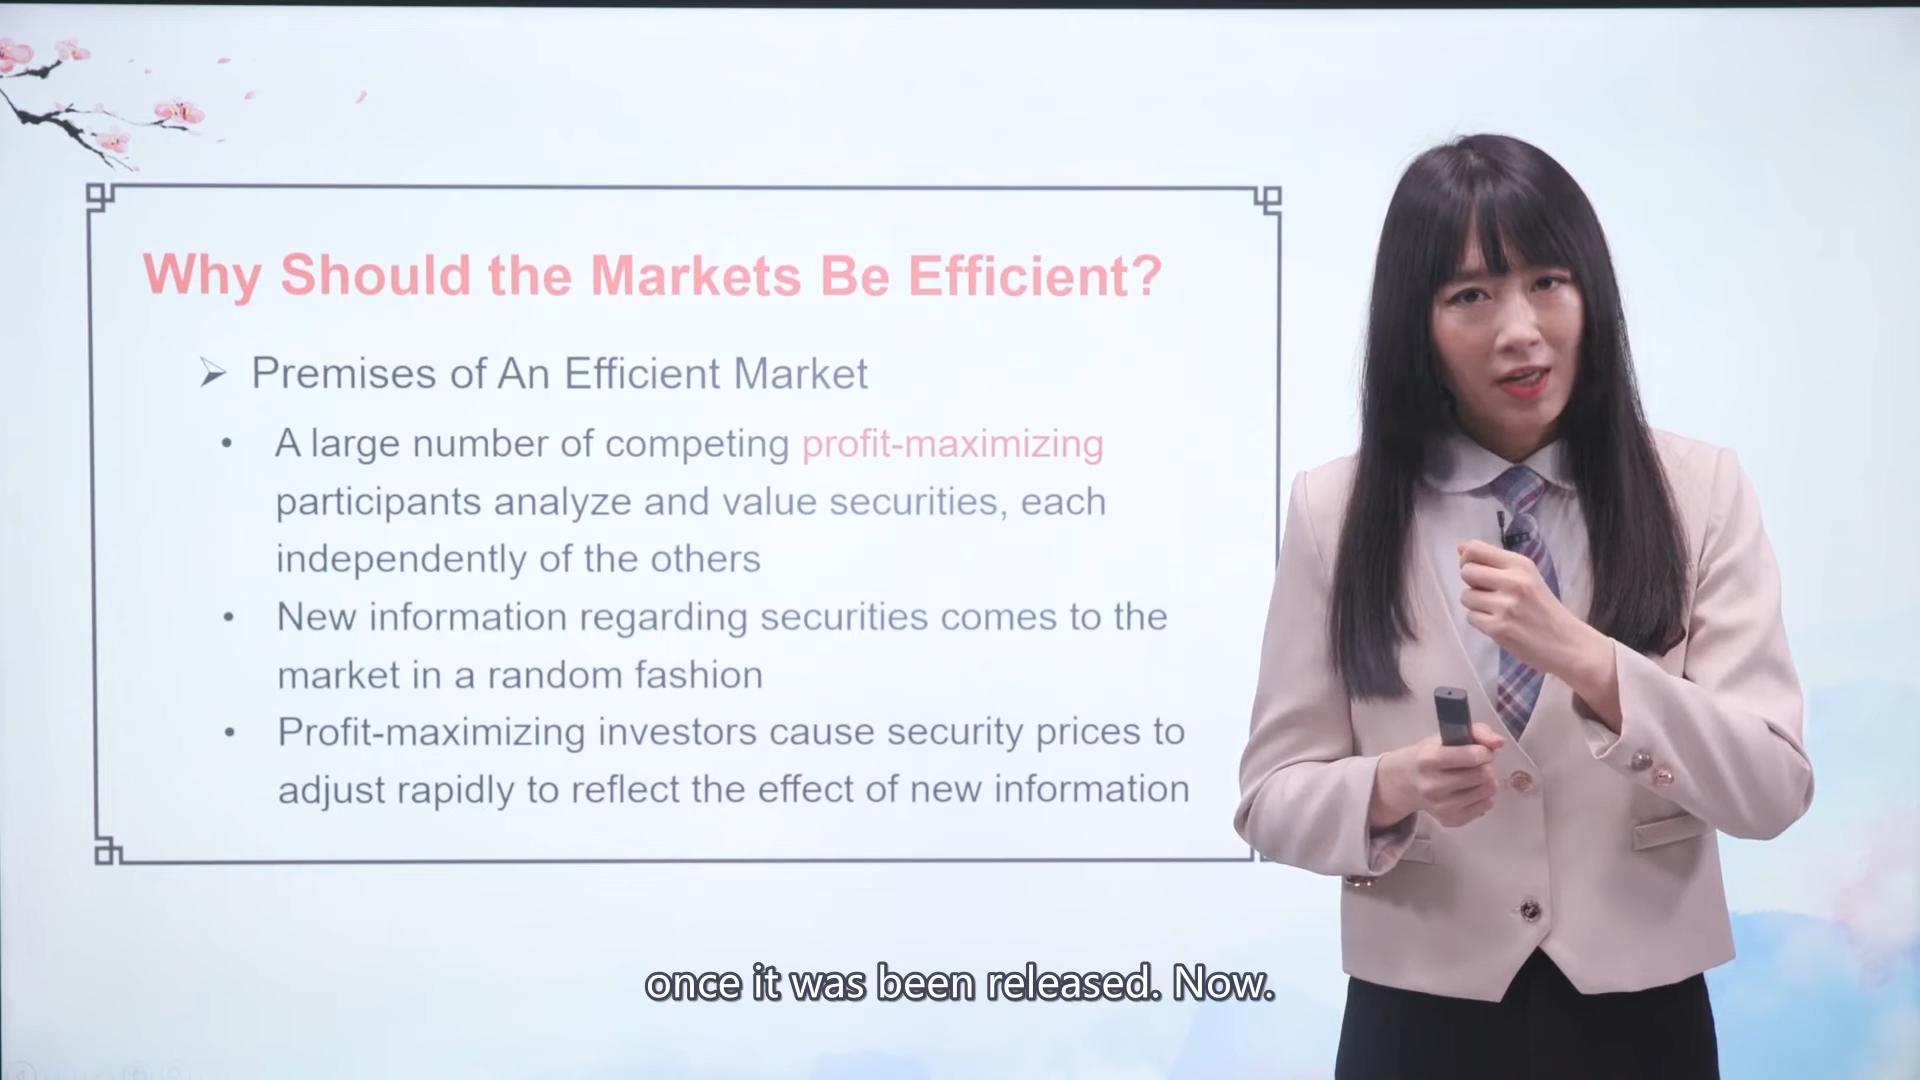 Why Should the Markets Be Efficient?
➢ Premises of An Efficient Market
• A large number of competing profit-maximizing
participants analyze and value securities, each
independently of the others
• New information regarding securities comes to the
market in a random fashion
• Profit-maximizing investors cause security prices to
adjust rapidly to reflect the effect of new information
once it was been released. Now.